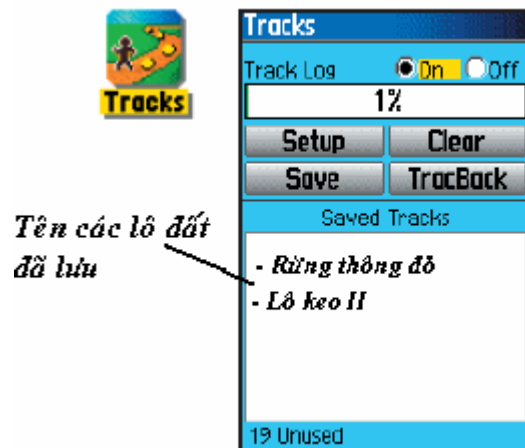 Tracks
Tracks
Track Log On Off
1%
Setup Clear
Save TracBack
Saved Tracks
Tên các lô đất
đã lưu
- Rừng thông đỏ
- Lô keo II
19 Unused